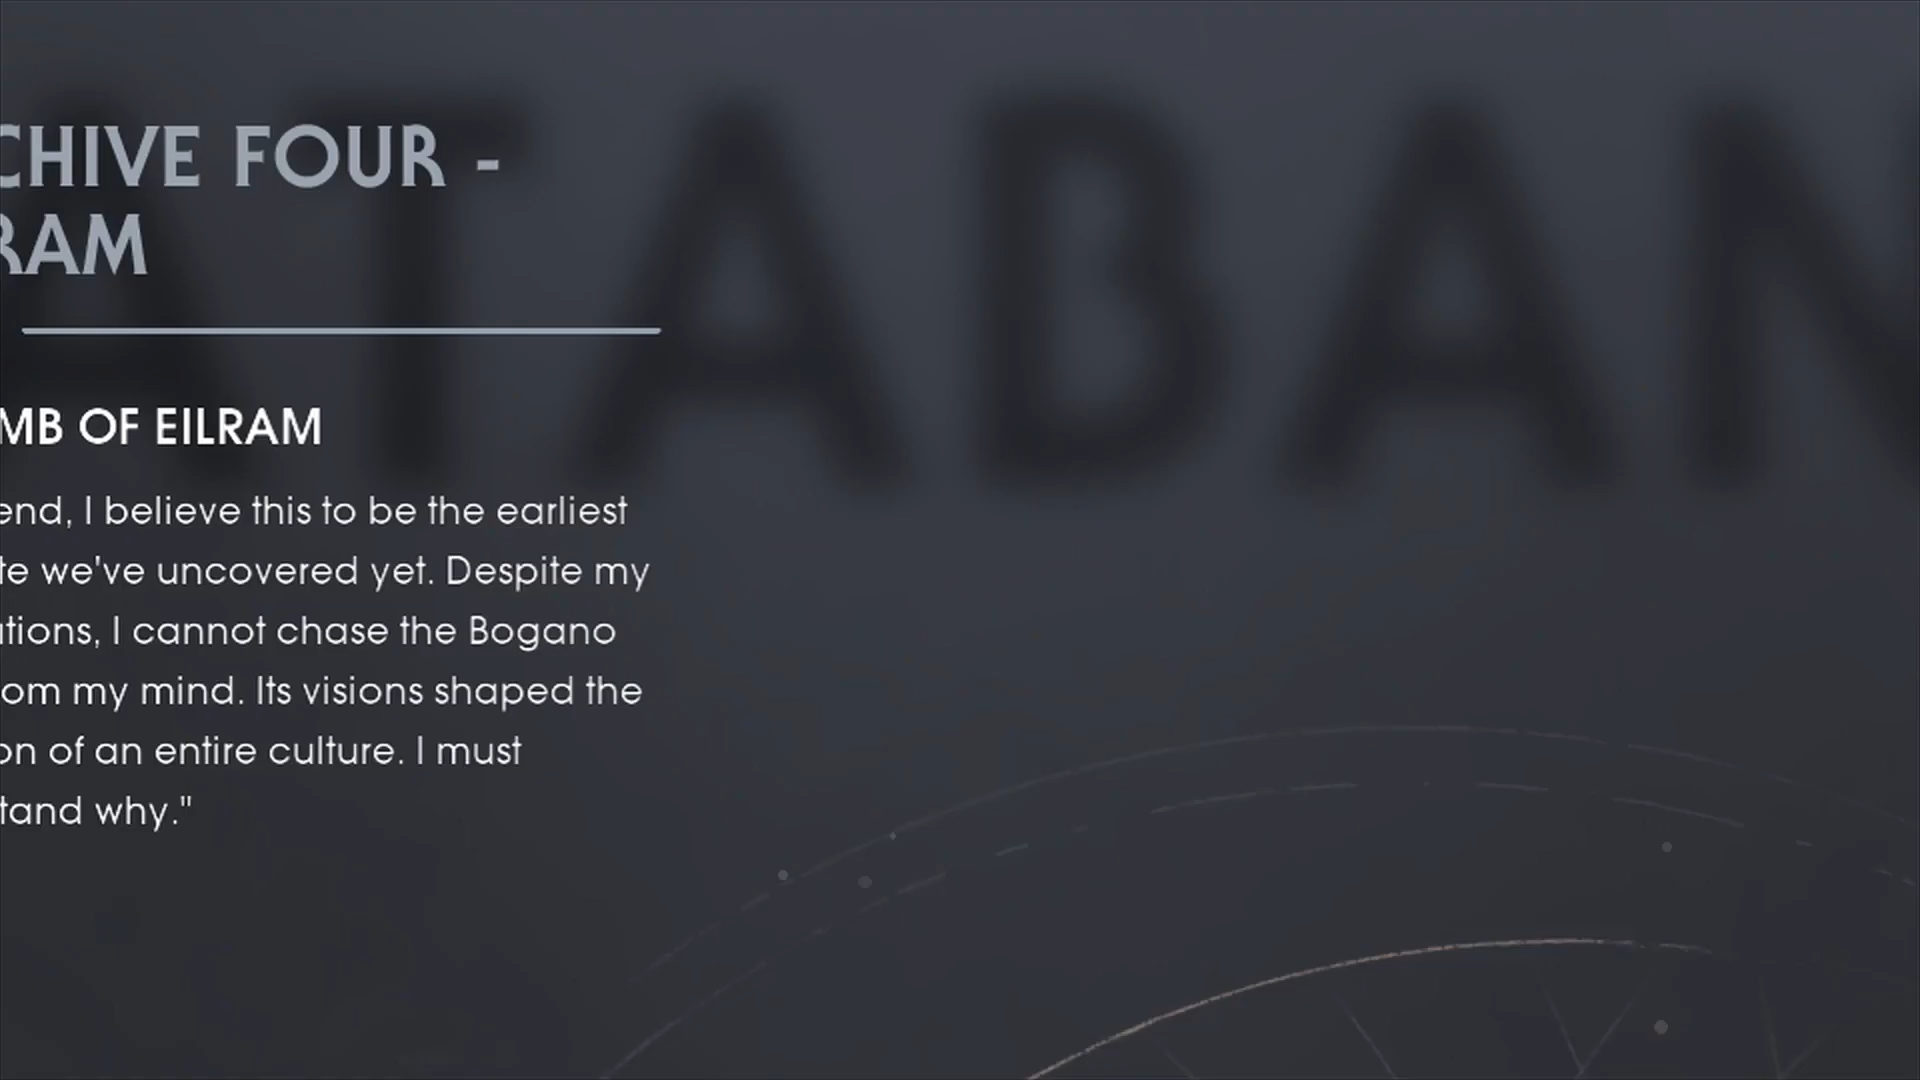 CHIVE FOUR -
RAM
ATABAN
MB OF EILRAM
end, I believe this to be the earliest
te we've uncovered yet. Despite my
ations, I cannot chase the Bogano
om my mind. Its visions shaped the
on of an entire culture. I must
tand why."